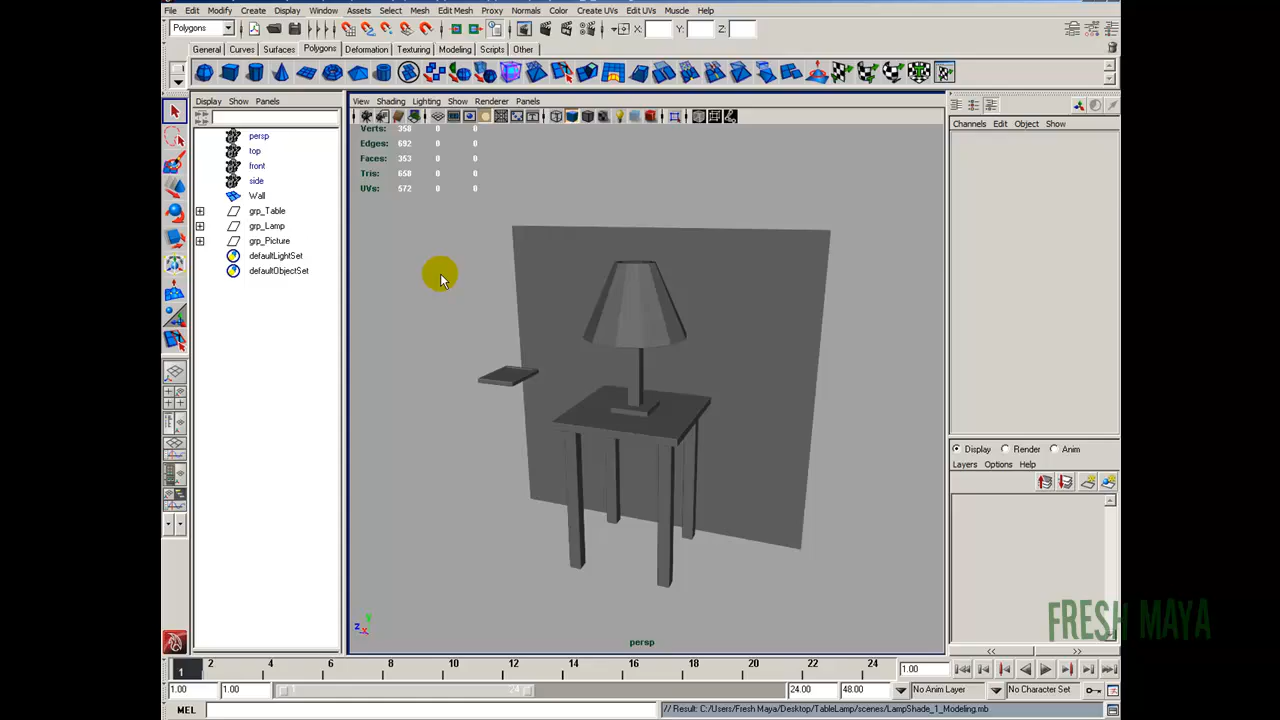 File Edit Modify Create Display Window Assets Select Mesh Edit Mesh Proxy Normals Color Create UVs Edit UVs Muscle Help
Polygons X: Y: Z:
General Curves Surfaces Polygons Deformation Texturing Modeling Scripts Other
Display Show Panels
View Shading Lighting Show Renderer Panels
Channels Edit Object Show
Verts: 358 0 0
Edges: 692 0 0
Faces: 353 0 0
Tris: 658 0 0
UVs: 572 0 0
persp
top
front
side
Wall
grp_Table
grp_Lamp
grp_Picture
defaultLightSet
defaultObjectSet
Display Render Anim
Layers Options Help
y
z x
persp
FRESH MAYA
1 2 4 6 8 10 12 14 16 18 20 22 24 1.00
1.00 1.00 24 24.00 48.00 No Anim Layer No Character Set
MEL // Result: C:/Users/Fresh Maya/Desktop/TableLamp/scenes/LampShade_1_Modeling.mb